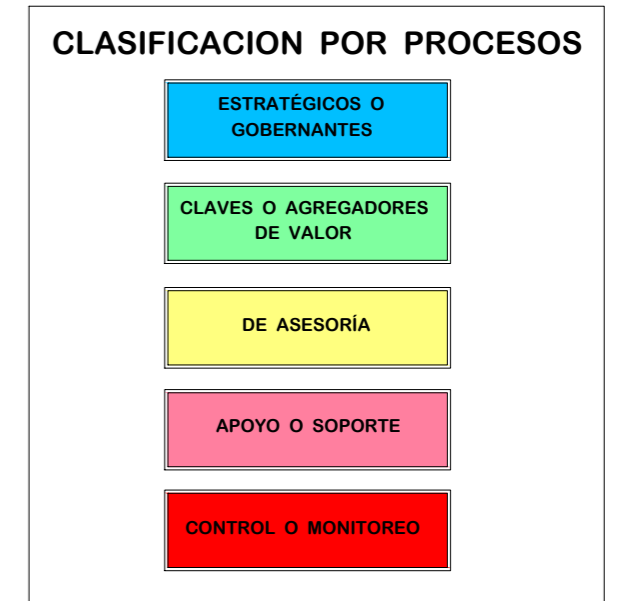 CLASIFICACION POR PROCESOS
ESTRATÉGICOS O
GOBERNANTES
CLAVES O AGREGADORES
DE VALOR
DE ASESORÍA
APOYO O SOPORTE
CONTROL O MONITOREO